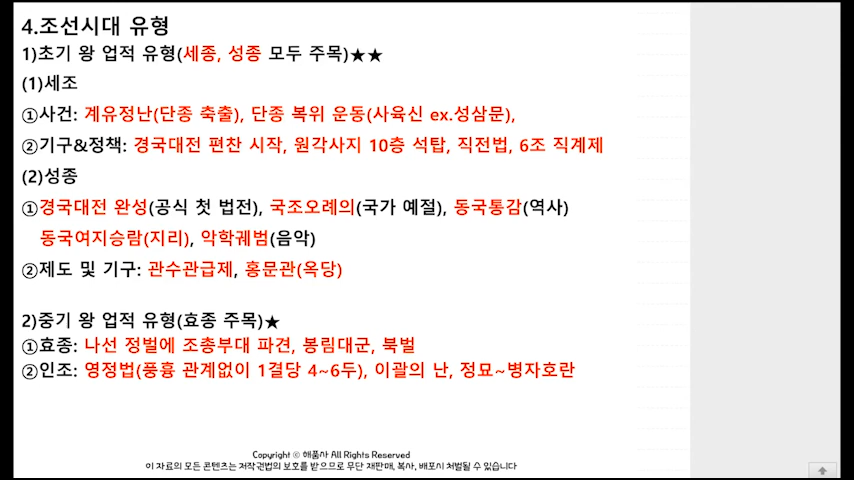 4.조선시대 유형
1)초기 왕 업적 유형(세종, 성종 모두 주목)★★
(1)세조
①사건: 계유정난(단종 축출), 단종 복위 운동(사육신 ex.성삼문),
②기구&정책: 경국대전 편찬 시작, 원각사지 10층 석탑, 직전법, 6조 직계제
(2)성종
①경국대전 완성(공식 첫 법전), 국조오례의(국가 예절), 동국통감(역사)
동국여지승람(지리), 악학궤범(음악)
②제도 및 기구: 관수관급제, 홍문관(옥당)
2)중기 왕 업적 유형(효종 주목)★
①효종: 나선 정벌에 조총부대 파견, 봉림대군, 북벌
②인조: 영정법(풍흉 관계없이 1결당 4~6두), 이괄의 난, 정묘~병자호란
Copyright ⓒ 해품사 All Rights Reserved
이 자료의 모든 콘텐츠는 저작권법의 보호를 받으므로 무단 재판매, 복사, 배포시 처벌될 수 있습니다